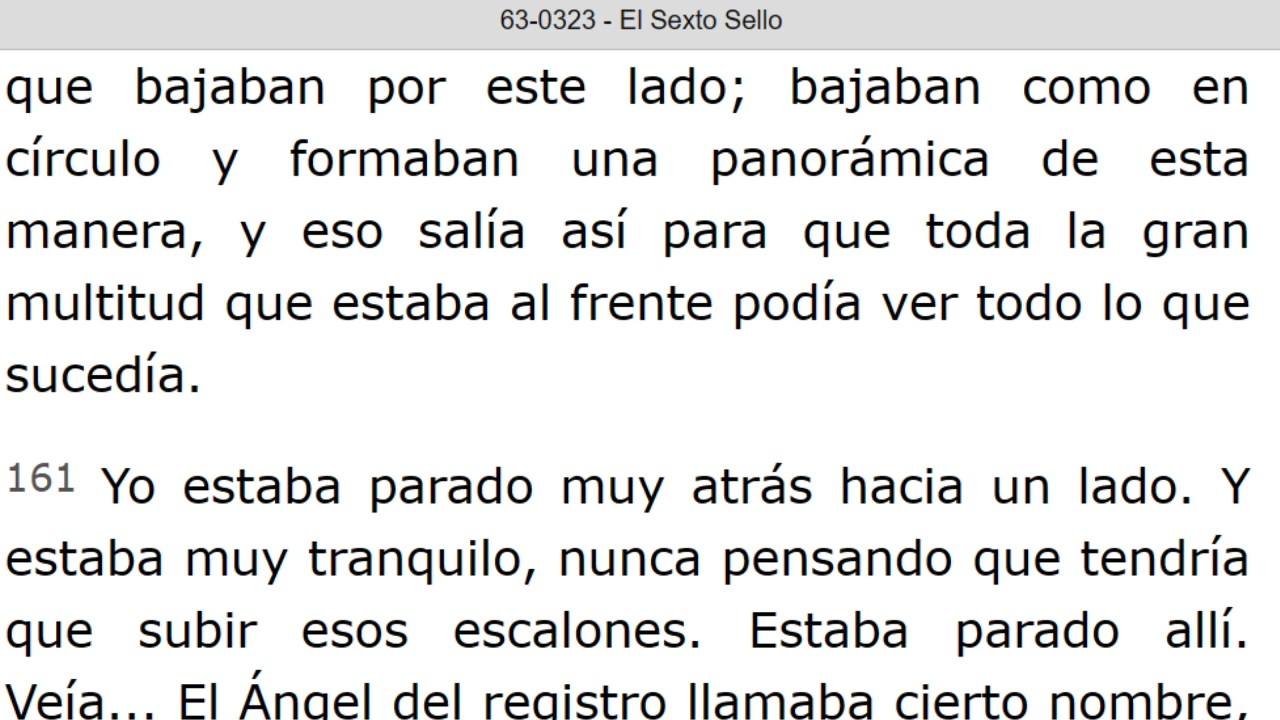 63-0323 - El Sexto Sello
que bajaban por este lado; bajaban como en
círculo y formaban una panorámica de esta
manera, y eso salía así para que toda la gran
multitud que estaba al frente podía ver todo lo que
sucedía.
161 Yo estaba parado muy atrás hacia un lado. Y
estaba muy tranquilo, nunca pensando que tendría
que subir esos escalones. Estaba parado allí.
Veía... El Ángel del registro llamaba cierto nombre,